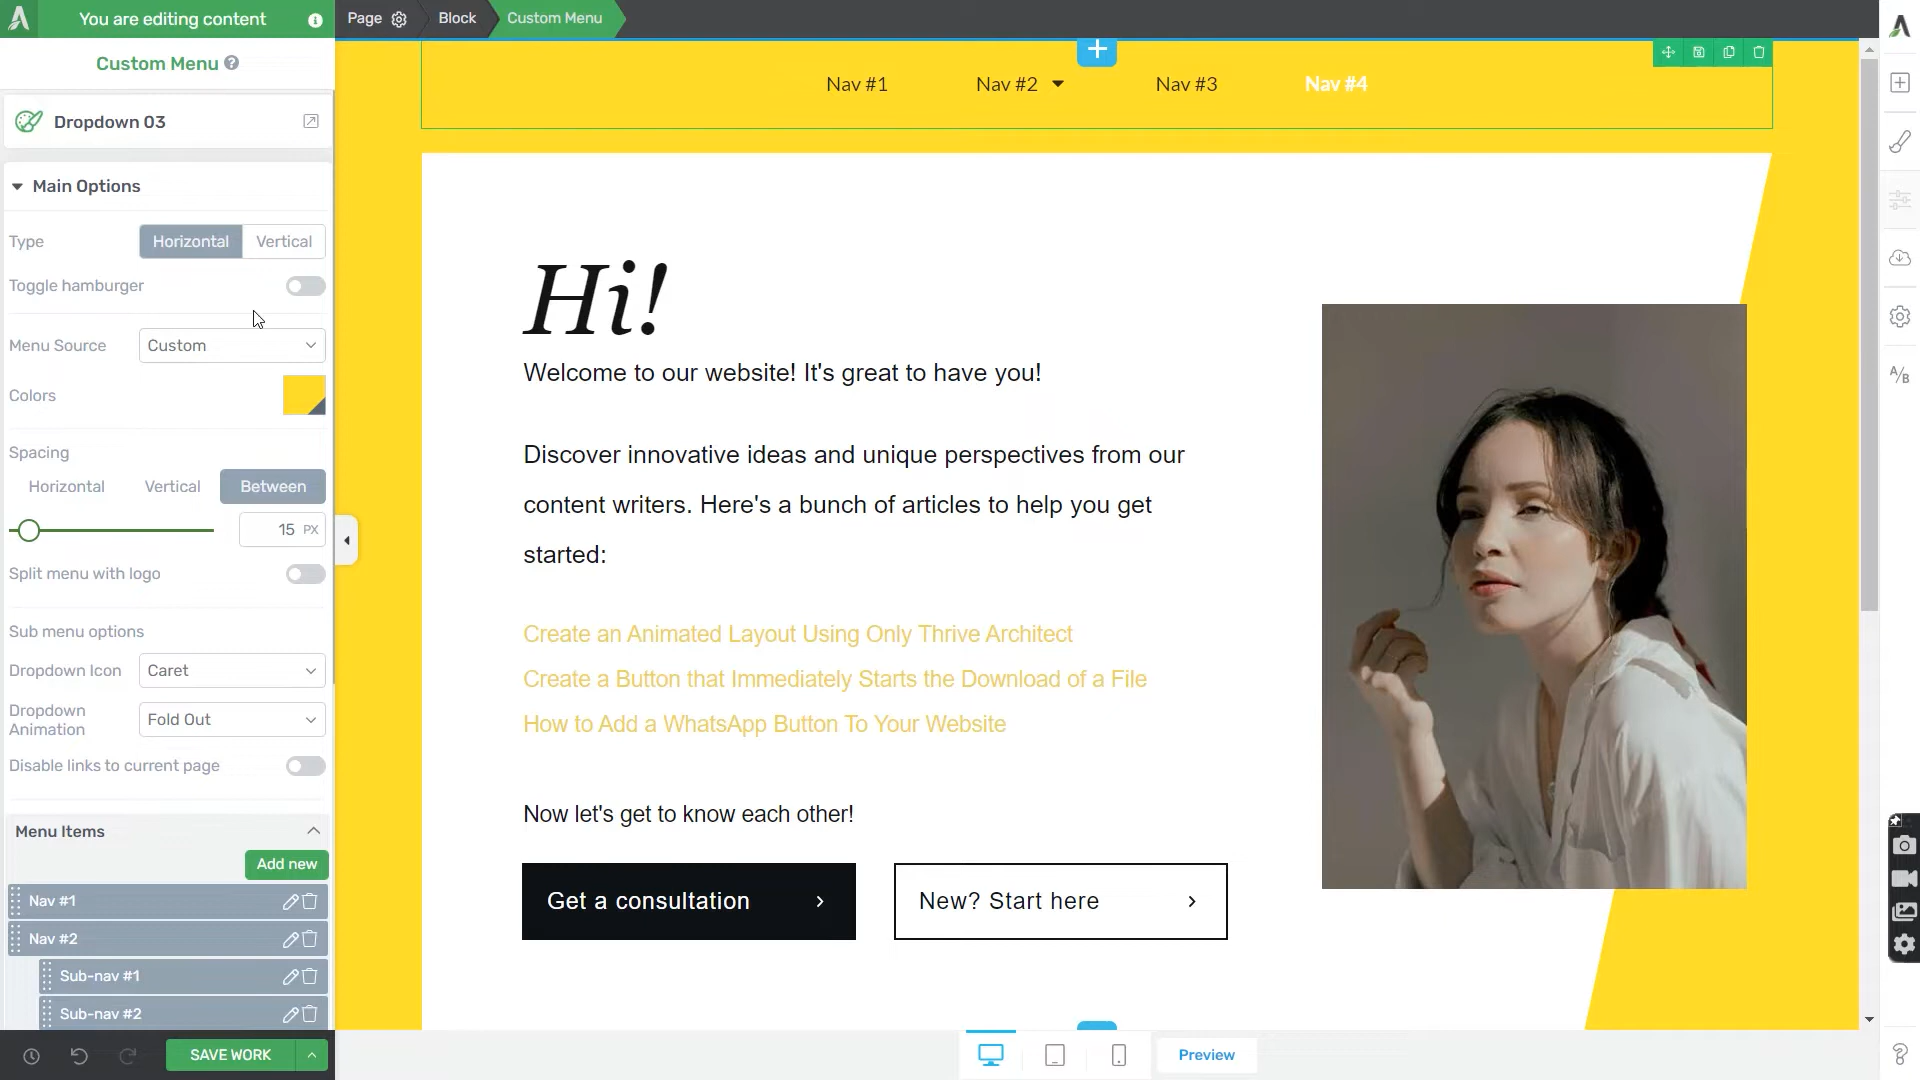 You are editing content
Page
Block
Custom Menu
Custom Menu
Nav #1
Nav #2
Nav #3
Nav #4
Dropdown 03
Main Options
Type
Horizontal
Vertical
Toggle hamburger
Menu Source
Custom
Colors
Spacing
Horizontal
Vertical
Between
15 PX
Split menu with logo
Sub menu options
Dropdown Icon
Caret
Dropdown
Animation
Fold Out
Disable links to current page
Menu Items
Add new
Nav #1
Nav #2
Sub-nav #1
Sub-nav #2
SAVE WORK
Hi!
Welcome to our website! It's great to have you!
Discover innovative ideas and unique perspectives from our
content writers. Here's a bunch of articles to help you get
started:
Create an Animated Layout Using Only Thrive Architect
Create a Button that Immediately Starts the Download of a File
How to Add a WhatsApp Button To Your Website
Now let's get to know each other!
Get a consultation
New? Start here
Preview
A/B